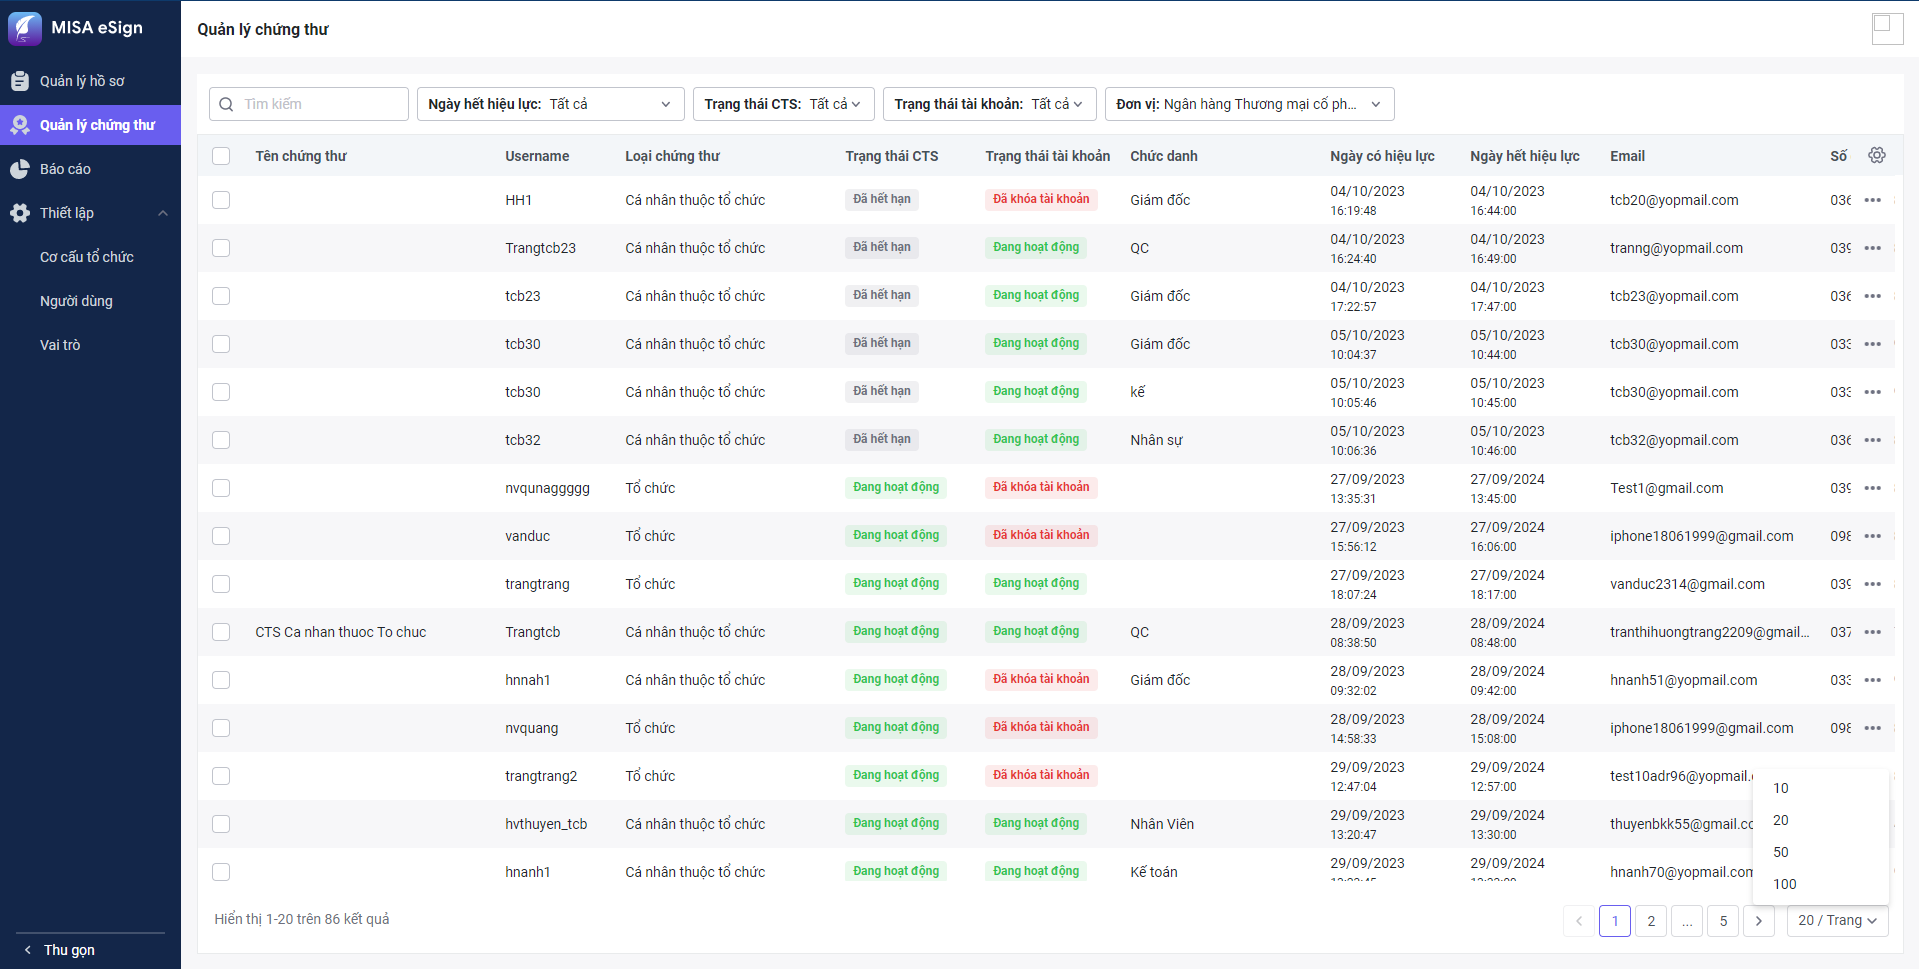 MISA eSign
Quản lý chứng thư
Quản lý hồ sơ
Quản lý chứng thư
Báo cáo
Thiết lập
Cơ cấu tổ chức
Người dùng
Vai trò
Thu gọn
Tìm kiếm
Ngày hết hiệu lực: Tất cả
Trạng thái CTS: Tất cả
Trạng thái tài khoản: Tất cả
Đơn vị: Ngân hàng Thương mại cổ ph...
Tên chứng thư Username Loại chứng thư Trạng thái CTS Trạng thái tài khoản Chức danh Ngày có hiệu lực Ngày hết hiệu lực Email Số
HH1 Cá nhân thuộc tổ chức Đã hết hạn Đã khóa tài khoản Giám đốc 04/10/2023 04/10/2023 tcb20@yopmail.com 036
16:19:48 16:44:00
Trangtcb23 Cá nhân thuộc tổ chức Đã hết hạn Đang hoạt động QC 04/10/2023 04/10/2023 tranng@yopmail.com 039
16:24:40 16:49:00
tcb23 Cá nhân thuộc tổ chức Đã hết hạn Đang hoạt động Giám đốc 04/10/2023 04/10/2023 tcb23@yopmail.com 036
17:22:57 17:47:00
tcb30 Cá nhân thuộc tổ chức Đã hết hạn Đang hoạt động Giám đốc 05/10/2023 05/10/2023 tcb30@yopmail.com 033
10:04:37 10:44:00
tcb30 Cá nhân thuộc tổ chức Đã hết hạn Đang hoạt động kế 05/10/2023 05/10/2023 tcb30@yopmail.com 033
10:05:46 10:45:00
tcb32 Cá nhân thuộc tổ chức Đã hết hạn Đang hoạt động Nhân sự 05/10/2023 05/10/2023 tcb32@yopmail.com 036
10:06:36 10:46:00
nvqunaggggg Tổ chức Đang hoạt động Đã khóa tài khoản 27/09/2023 27/09/2024 Test1@gmail.com 039
13:35:31 13:45:00
vanduc Tổ chức Đang hoạt động Đã khóa tài khoản 27/09/2023 27/09/2024 iphone18061999@gmail.com 098
15:56:12 16:06:00
trangtrang Tổ chức Đang hoạt động Đang hoạt động 27/09/2023 27/09/2024 vanduc2314@gmail.com 039
18:07:24 18:17:00
CTS Ca nhan thuoc To chuc Trangtcb Cá nhân thuộc tổ chức Đang hoạt động Đang hoạt động QC 28/09/2023 28/09/2024 tranthihuongtrang2209@gmail... 037
08:38:50 08:48:00
hnnah1 Cá nhân thuộc tổ chức Đang hoạt động Đã khóa tài khoản Giám đốc 28/09/2023 28/09/2024 hnanh51@yopmail.com 033
09:32:02 09:42:00
nvquang Tổ chức Đang hoạt động Đã khóa tài khoản 28/09/2023 28/09/2024 iphone18061999@gmail.com 098
14:58:33 15:08:00
trangtrang2 Tổ chức Đang hoạt động Đã khóa tài khoản 29/09/2023 29/09/2024 test10adr96@yopmail.
12:47:04 12:57:00
hvthuyen_tcb Cá nhân thuộc tổ chức Đang hoạt động Đang hoạt động Nhân Viên 29/09/2023 29/09/2024 thuyenbkk55@gmail.co
13:20:47 13:30:00
hnanh1 Cá nhân thuộc tổ chức Đang hoạt động Đang hoạt động Kế toán 29/09/2023 29/09/2024 hnanh70@yopmail.com
10
20
50
100
Hiển thị 1-20 trên 86 kết quả
1 2 ... 5 20 / Trang